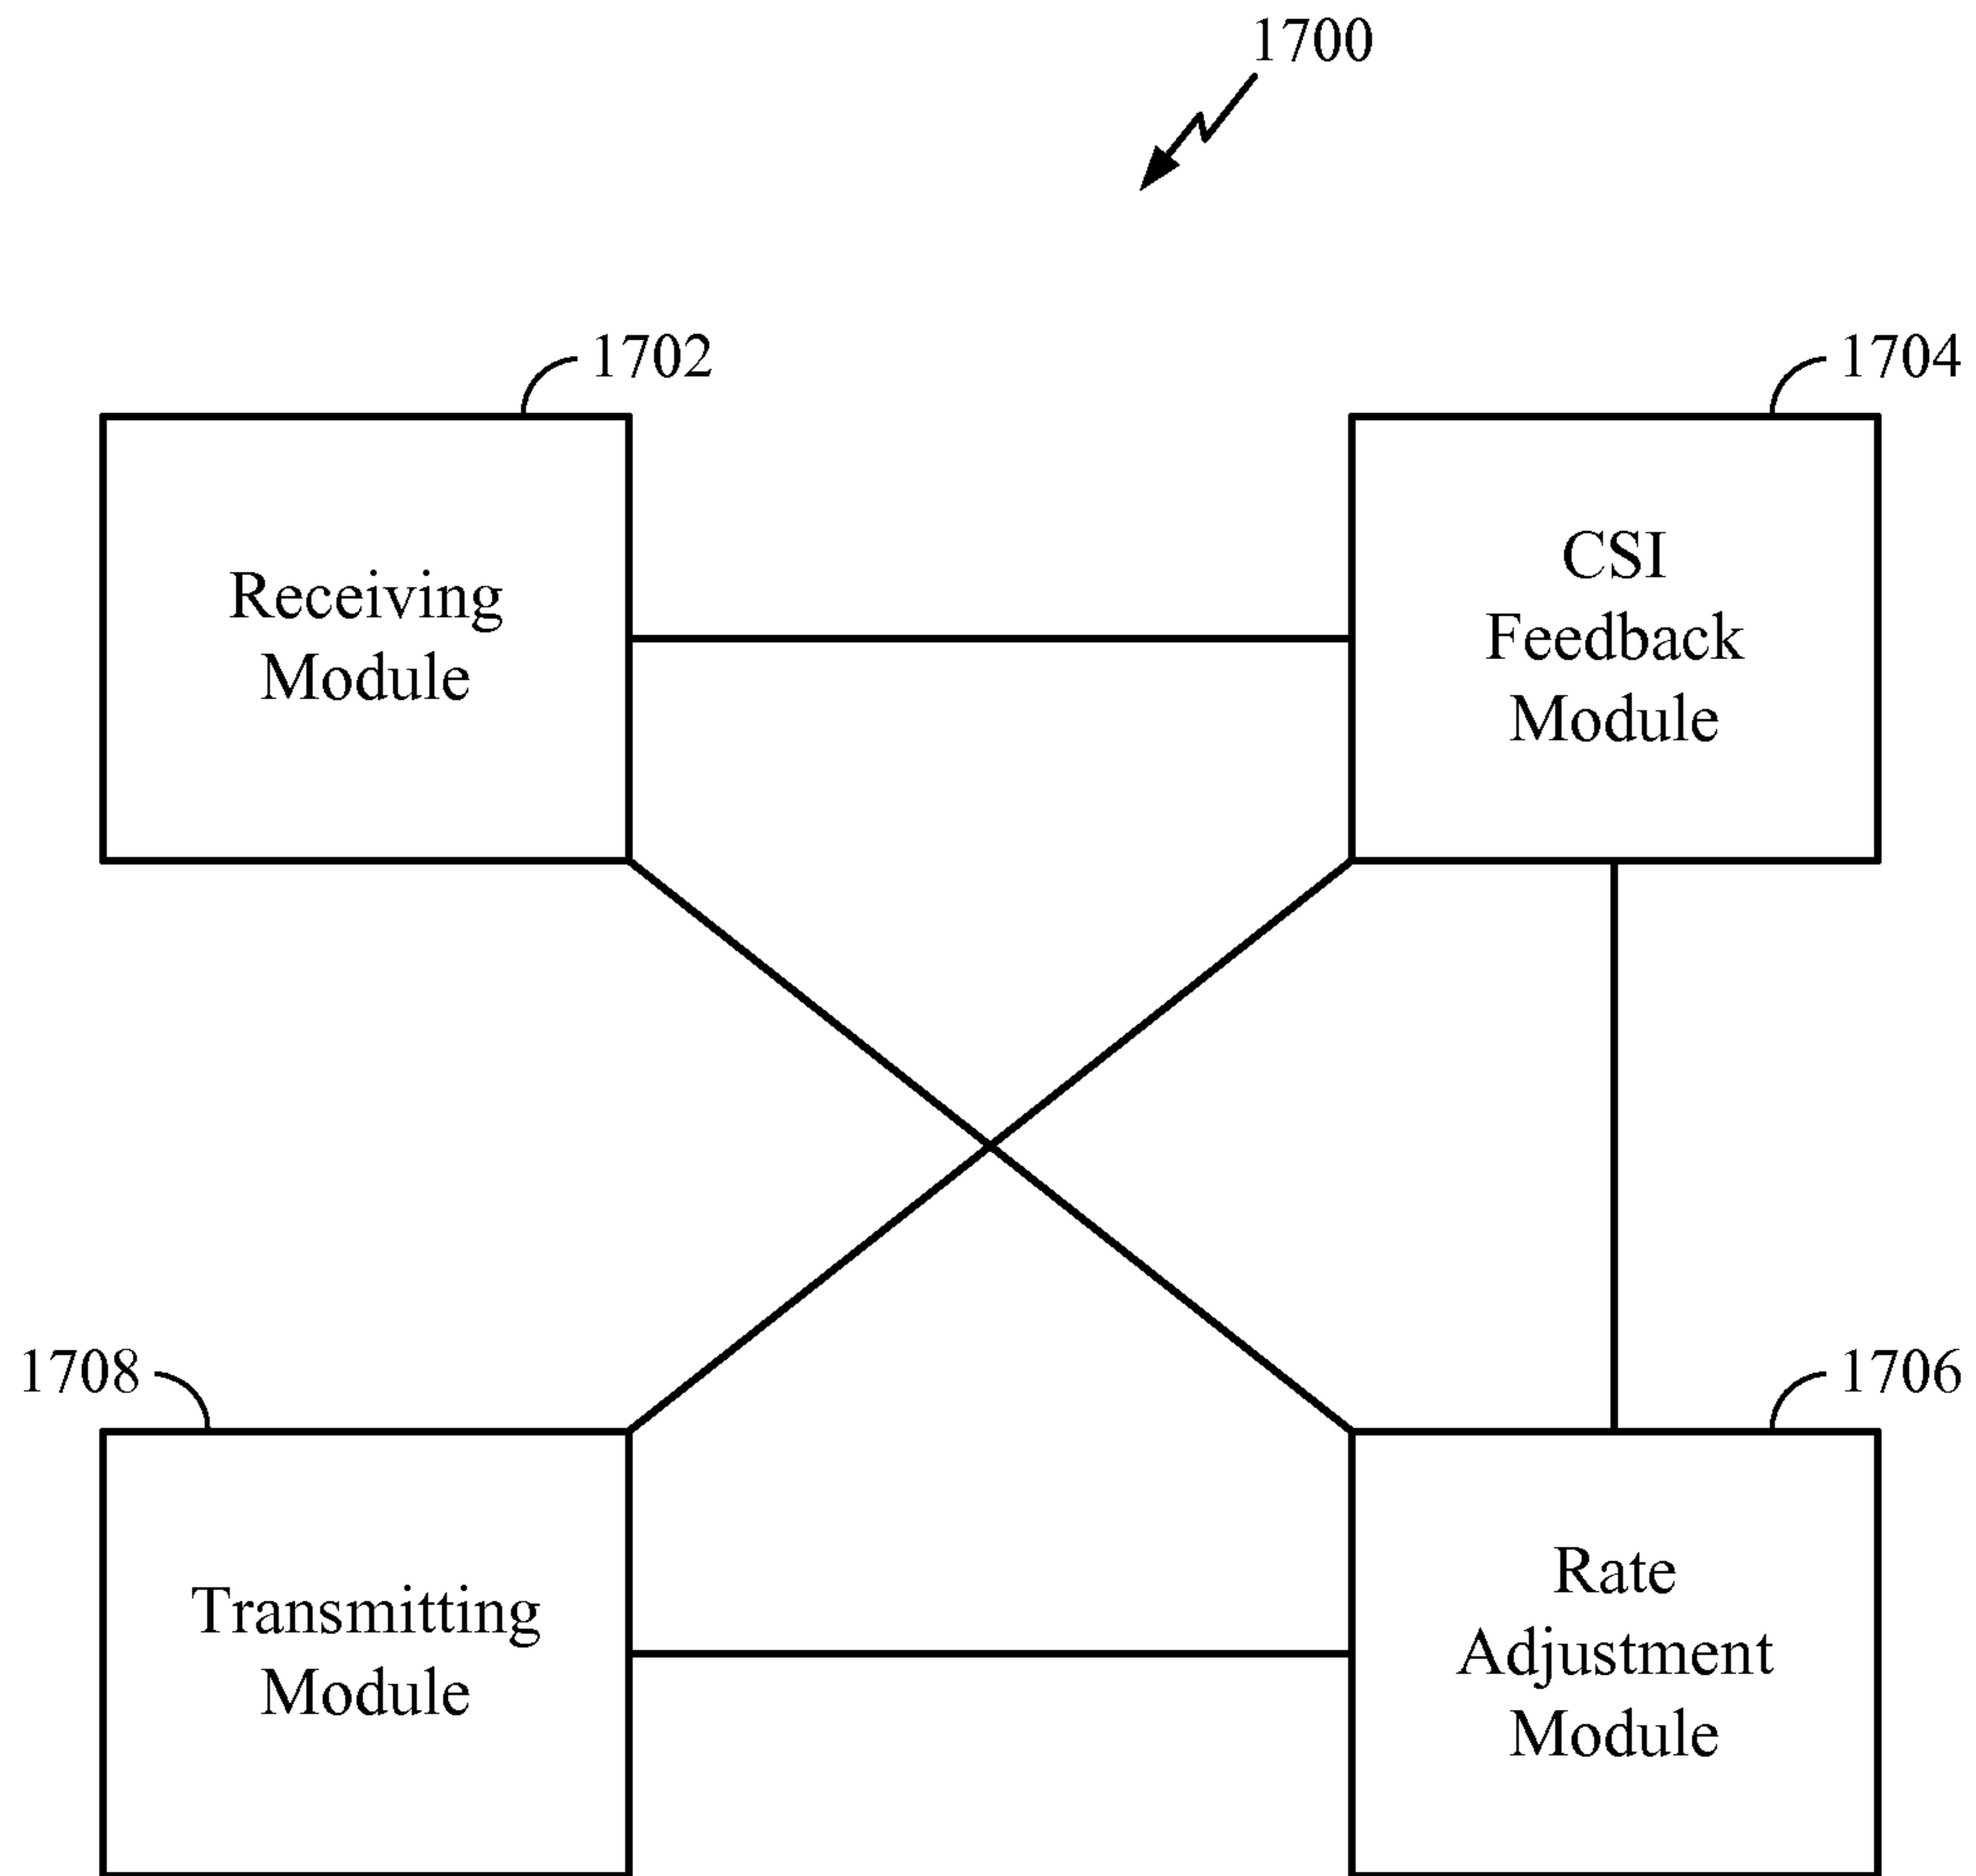 1700
1702
1704
Receiving
Module
CSI
Feedback
Module
1708
1706
Transmitting
Module
Rate
Adjustment
Module